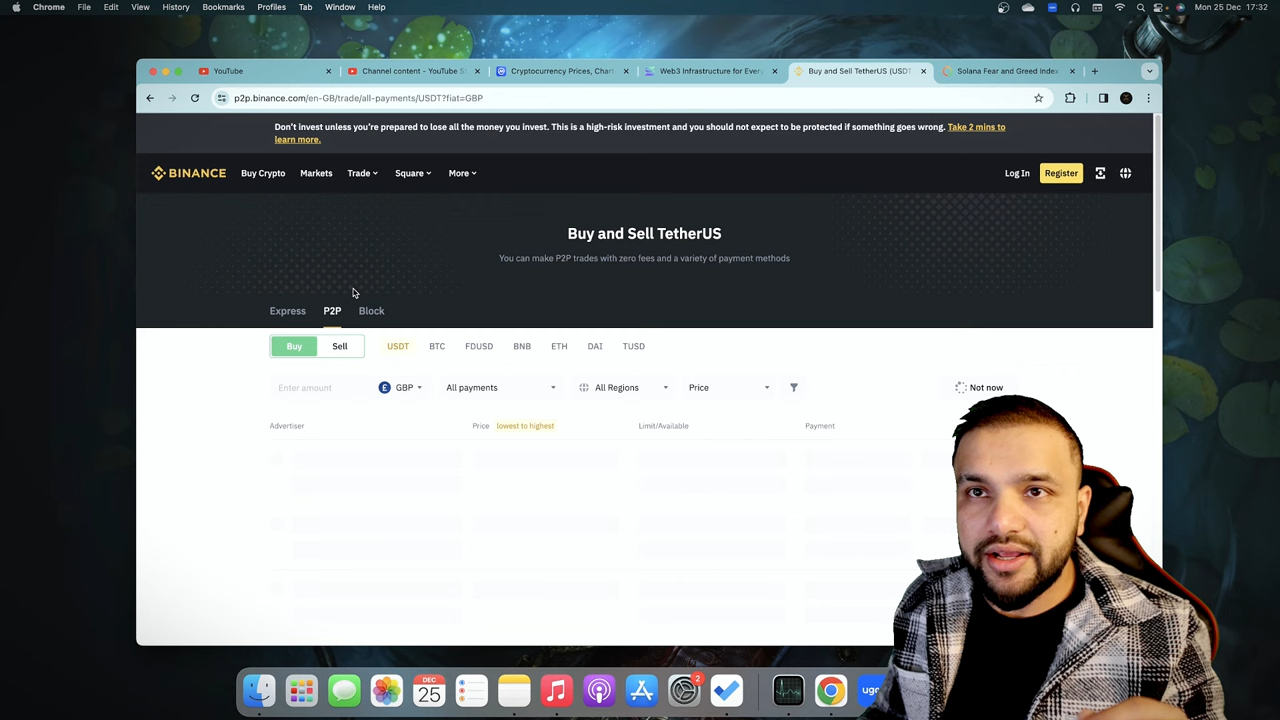 Chrome File Edit View History Bookmarks Profiles Tab Window Help Mon 25 Dec 17:32
YouTube Channel content - YouTube S Cryptocurrency Prices, Chart Web3 Infrastructure for Every Buy and Sell TetherUS (USDT Solana Fear and Greed Index
p2p.binance.com/en-GB/trade/all-payments/USDT?fiat=GBP
Don't invest unless you're prepared to lose all the money you invest. This is a high-risk investment and you should not expect to be protected if something goes wrong. Take 2 mins to
learn more.
BINANCE Buy Crypto Markets Trade Square More Log In Register
Buy and Sell TetherUS
You can make P2P trades with zero fees and a variety of payment methods
Express P2P Block
Buy Sell USDT BTC FDUSD BNB ETH DAI TUSD
Enter amount £ GBP All payments All Regions Price Not now
Advertiser Price lowest to highest Limit/Available Payment
DEC 2
25